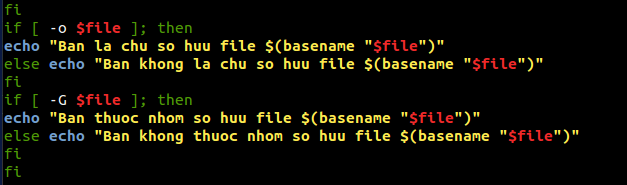 fi
if [ -o $file ]; then
echo "Ban la chu so huu file $(basename "$file")"
else echo "Ban khong la chu so huu file $(basename "$file")"
fi
if [ -G $file ]; then
echo "Ban thuoc nhom so huu file $(basename "$file")"
else echo "Ban khong thuoc nhom so huu file $(basename "$file")"
fi
fi